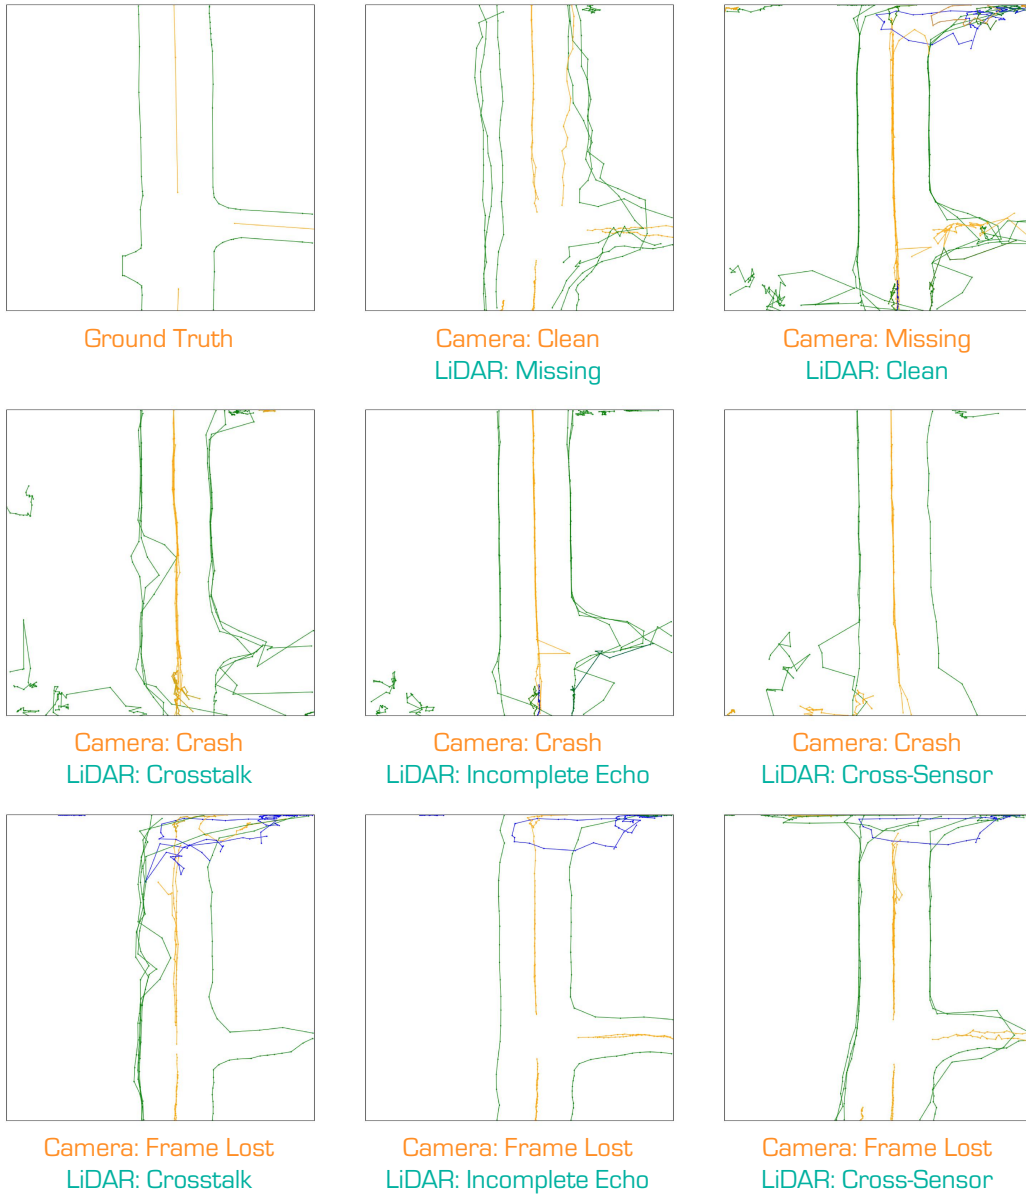 Ground Truth
Camera: Clean
LiDAR: Missing
Camera: Missing
LiDAR: Clean
Camera: Crash
LiDAR: Crosstalk
Camera: Crash
LiDAR: Incomplete Echo
Camera: Crash
LiDAR: Cross-Sensor
Camera: Frame Lost
LiDAR: Crosstalk
Camera: Frame Lost
LiDAR: Incomplete Echo
Camera: Frame Lost
LiDAR: Cross-Sensor